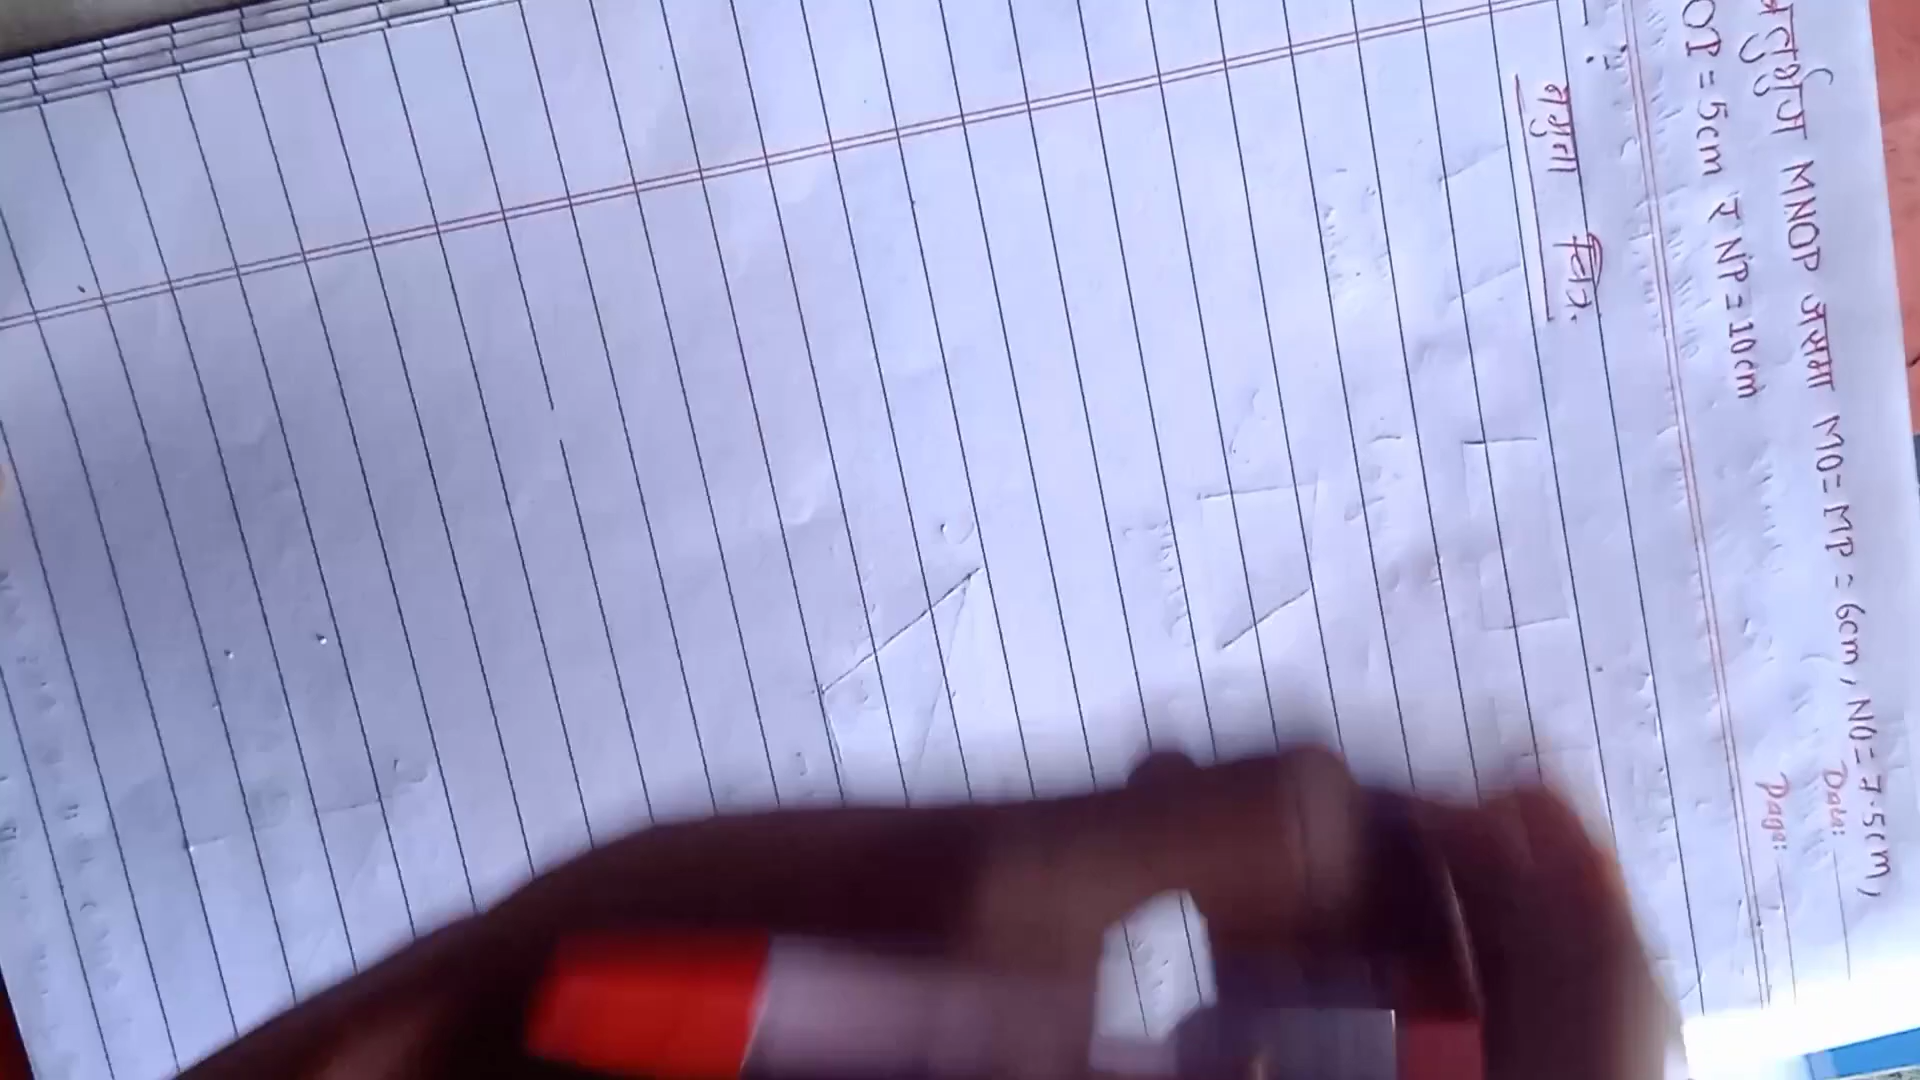 चतुर्भुज MNOP जसमा MO = MP = 6cm, NO = 7.5cm,
OP = 5cm र NP = 10cm
Date:
Page:
नमुना चित्र.